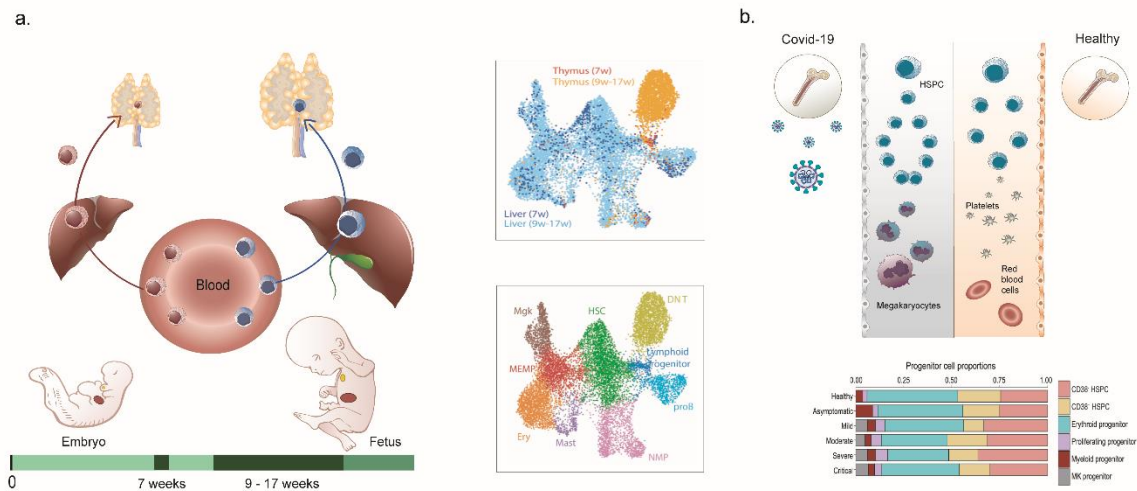 a.
Blood
Embryo
Fetus
0
7 weeks
9 - 17 weeks
Thymus (7w)
Thymus (9w-17w)
Liver (7w)
Liver (9w-17w)
Mgk
HSC
DN T
MEMP
Lymphoid
progenitor
proB
Ery
Mast
NMP
b.
Covid-19
Healthy
HSPC
Platelets
Red
blood
cells
Megakaryocytes
Progenitor cell proportions
0.00 0.25 0.50 0.75 1.00
Healthy
Asymptomatic
Mild
Moderate
Severe
Critical
CD38⁻ HSPC
CD38⁺ HSPC
Erythroid progenitor
Proliferating progenitor
Myeloid progenitor
MK progenitor